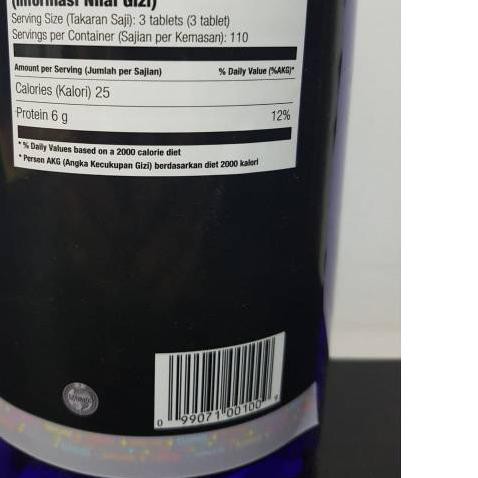 (Informasi Nilai Gizi)
Serving Size (Takaran Saji): 3 tablets (3 tablet)
Servings per Container (Sajian per Kemasan): 110
Amount per Serving (Jumlah per Sajian) % Daily Value (%AKG)*
Calories (Kalori) 25
Protein 6 g 12%
* % Daily Values based on a 2000 calorie diet
* Persen AKG (Angka Kecukupan Gizi) berdasarkan diet 2000 kalori
0 99071 00100